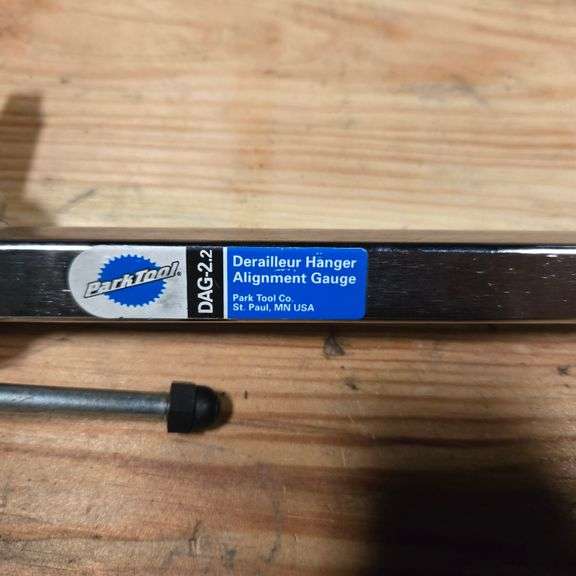 ParkTool®
DAG-2.2
Derailleur Hanger
Alignment Gauge
Park Tool Co.
St. Paul, MN USA